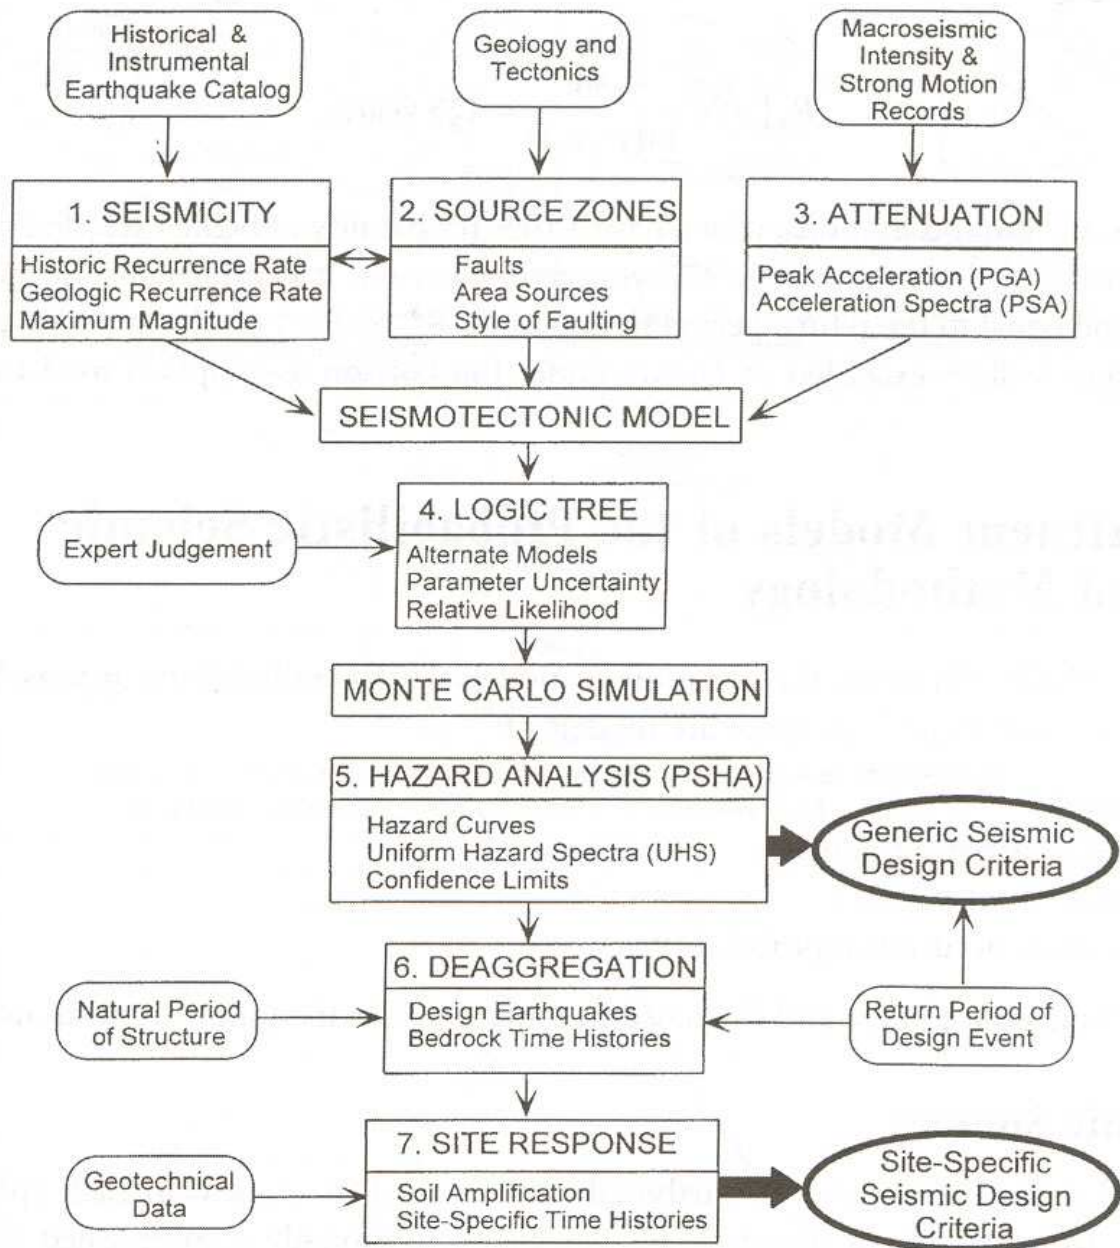 Historical &
Instrumental
Earthquake Catalog
Geology and
Tectonics
Macroseismic
Intensity &
Strong Motion
Records
1. SEISMICITY
Historic Recurrence Rate
Geologic Recurrence Rate
Maximum Magnitude
2. SOURCE ZONES
Faults
Area Sources
Style of Faulting
3. ATTENUATION
Peak Acceleration (PGA)
Acceleration Spectra (PSA)
SEISMOTECTONIC MODEL
Expert Judgement
4. LOGIC TREE
Alternate Models
Parameter Uncertainty
Relative Likelihood
MONTE CARLO SIMULATION
5. HAZARD ANALYSIS (PSHA)
Hazard Curves
Uniform Hazard Spectra (UHS)
Confidence Limits
Generic Seismic
Design Criteria
Natural Period
of Structure
6. DEAGGREGATION
Design Earthquakes
Bedrock Time Histories
Return Period of
Design Event
Geotechnical
Data
7. SITE RESPONSE
Soil Amplification
Site-Specific Time Histories
Site-Specific
Seismic Design
Criteria